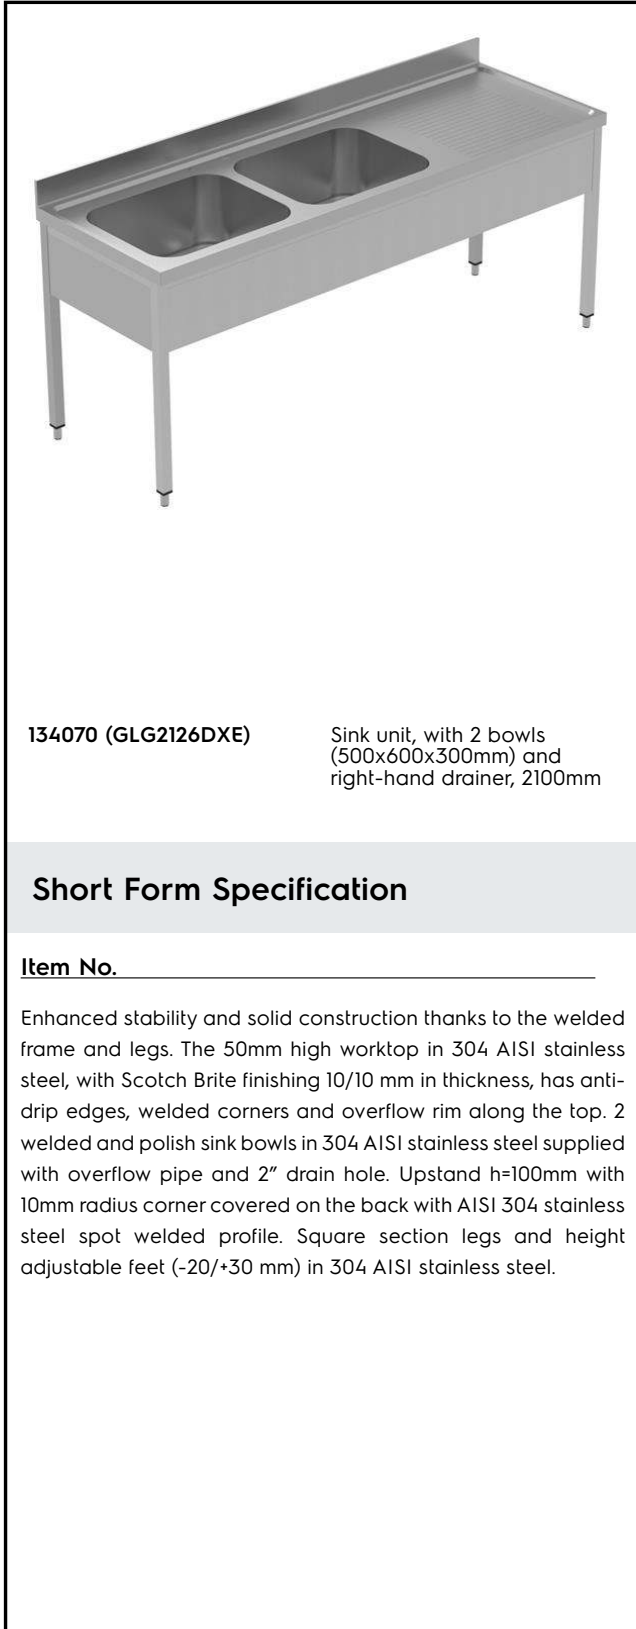 134070 (GLG2126DXE)
Sink unit, with 2 bowls
(500x600x300mm) and
right-hand drainer, 2100mm
Short Form Specification
Item No.
Enhanced stability and solid construction thanks to the welded
frame and legs. The 50mm high worktop in 304 AISI stainless
steel, with Scotch Brite finishing 10/10 mm in thickness, has anti-
drip edges, welded corners and overflow rim along the top. 2
welded and polish sink bowls in 304 AISI stainless steel supplied
with overflow pipe and 2” drain hole. Upstand h=100mm with
10mm radius corner covered on the back with AISI 304 stainless
steel spot welded profile. Square section legs and height
adjustable feet (-20/+30 mm) in 304 AISI stainless steel.